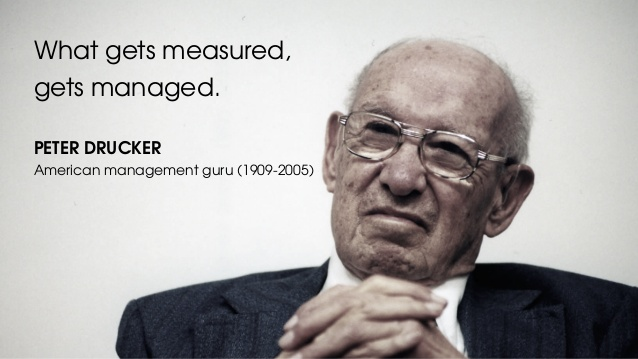 What gets measured,
gets managed.
PETER DRUCKER
American management guru (1909-2005)